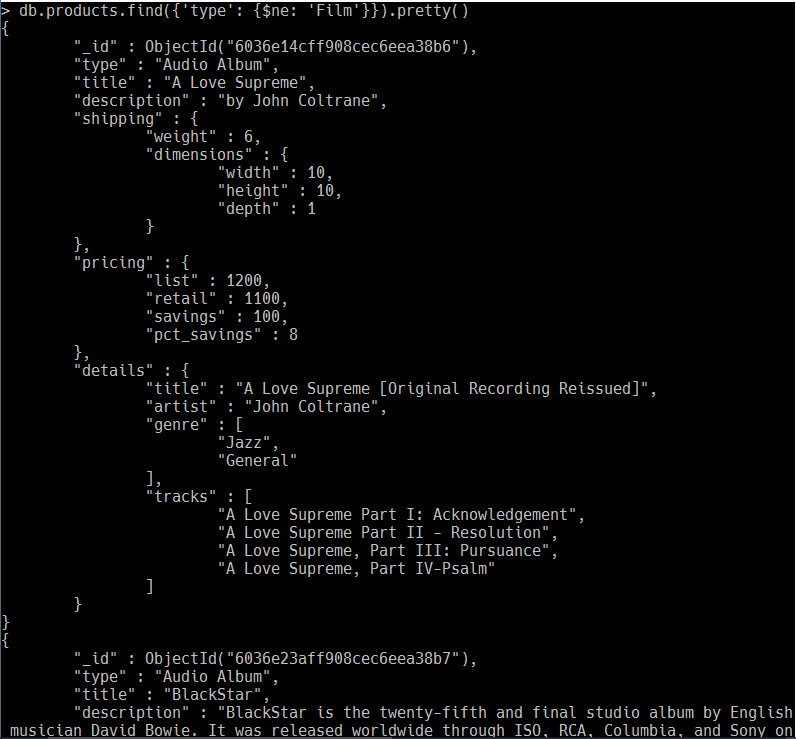 > db.products.find({'type': {$ne: 'Film'}}).pretty()
{
        "_id" : ObjectId("6036e14cff908cec6eea38b6"),
        "type" : "Audio Album",
        "title" : "A Love Supreme",
        "description" : "by John Coltrane",
        "shipping" : {
                "weight" : 6,
                "dimensions" : {
                        "width" : 10,
                        "height" : 10,
                        "depth" : 1
                }
        },
        "pricing" : {
                "list" : 1200,
                "retail" : 1100,
                "savings" : 100,
                "pct_savings" : 8
        },
        "details" : {
                "title" : "A Love Supreme [Original Recording Reissued]",
                "artist" : "John Coltrane",
                "genre" : [
                        "Jazz",
                        "General"
                ],
                "tracks" : [
                        "A Love Supreme Part I: Acknowledgement",
                        "A Love Supreme Part II - Resolution",
                        "A Love Supreme, Part III: Pursuance",
                        "A Love Supreme, Part IV-Psalm"
                ]
        }
}
{
        "_id" : ObjectId("6036e23aff908cec6eea38b7"),
        "type" : "Audio Album",
        "title" : "BlackStar",
        "description" : "BlackStar is the twenty-fifth and final studio album by English
 musician David Bowie. It was released worldwide through ISO, RCA, Columbia, and Sony on